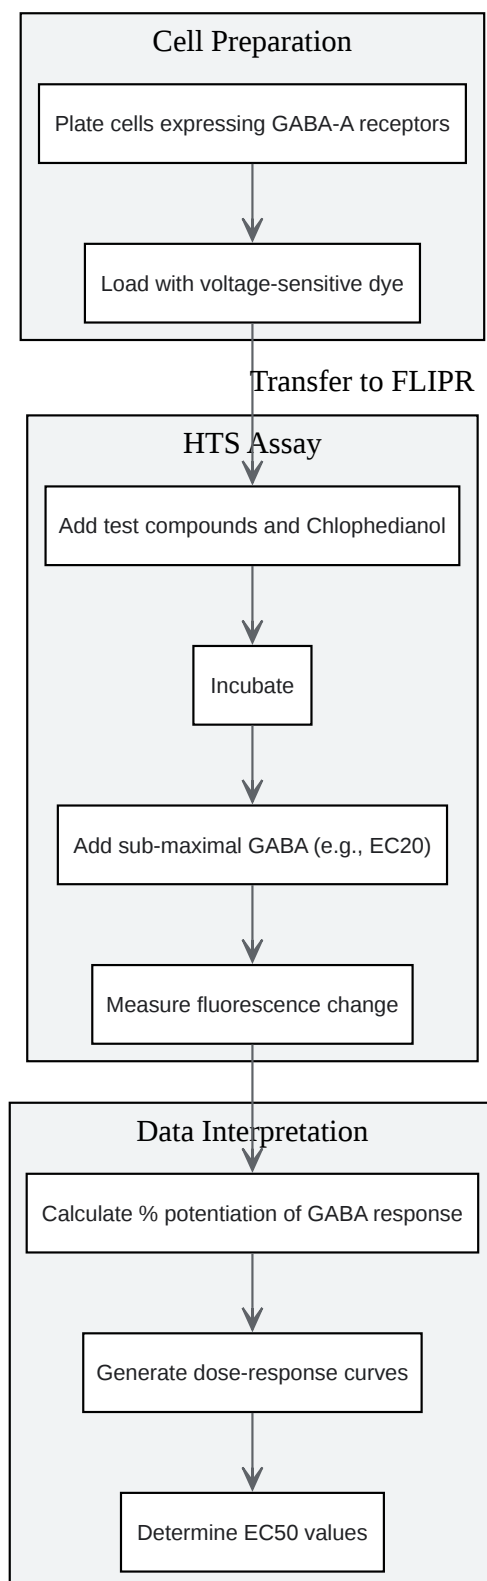 Cell Preparation
Plate cells expressing GABA-A receptors
Load with voltage-sensitive dye
Transfer to FLIPR
HTS Assay
Add test compounds and Chlophedianol
Incubate
Add sub-maximal GABA (e.g., EC20)
Measure fluorescence change
Data Interpretation
Calculate % potentiation of GABA response
Generate dose-response curves
Determine EC50 values